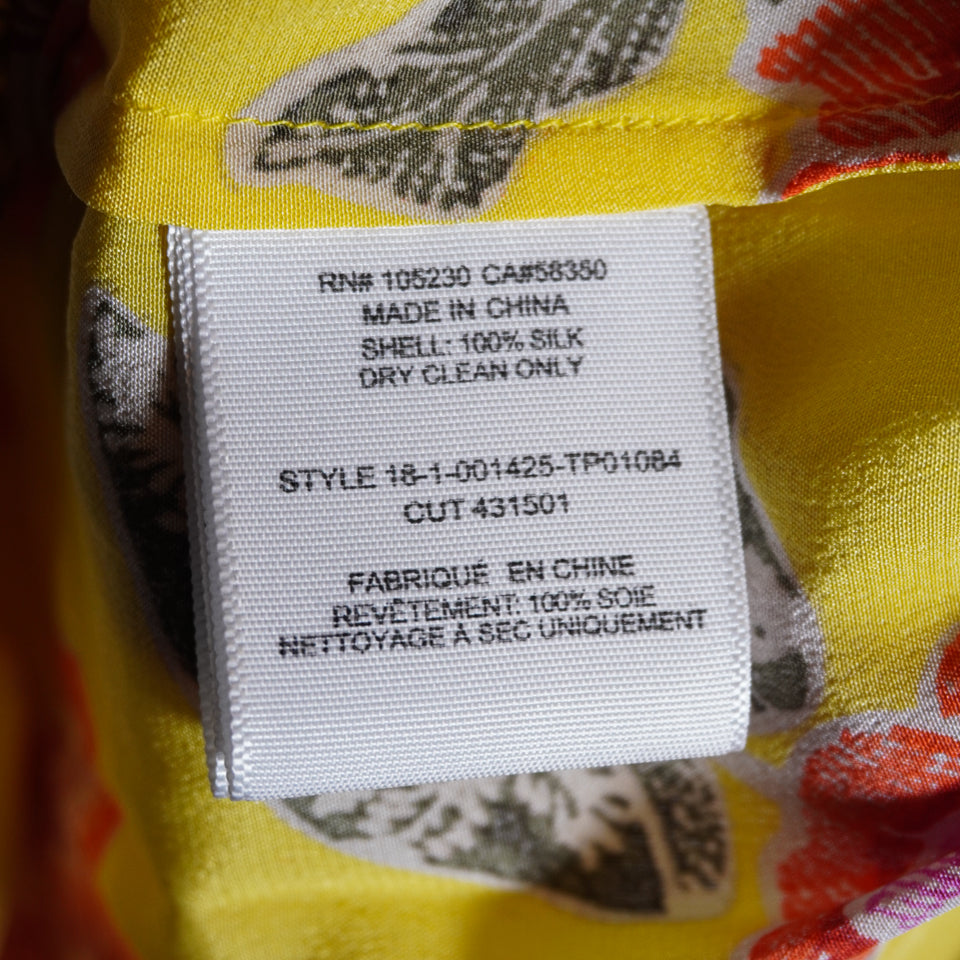 RN# 105230 CA#58350
MADE IN CHINA
SHELL: 100% SILK
DRY CLEAN ONLY
STYLE 18-1-001425-TP01084
CUT 431501
FABRIQUÉ EN CHINE
REVÊTEMENT: 100% SOIE
NETTOYAGE À SEC UNIQUEMENT